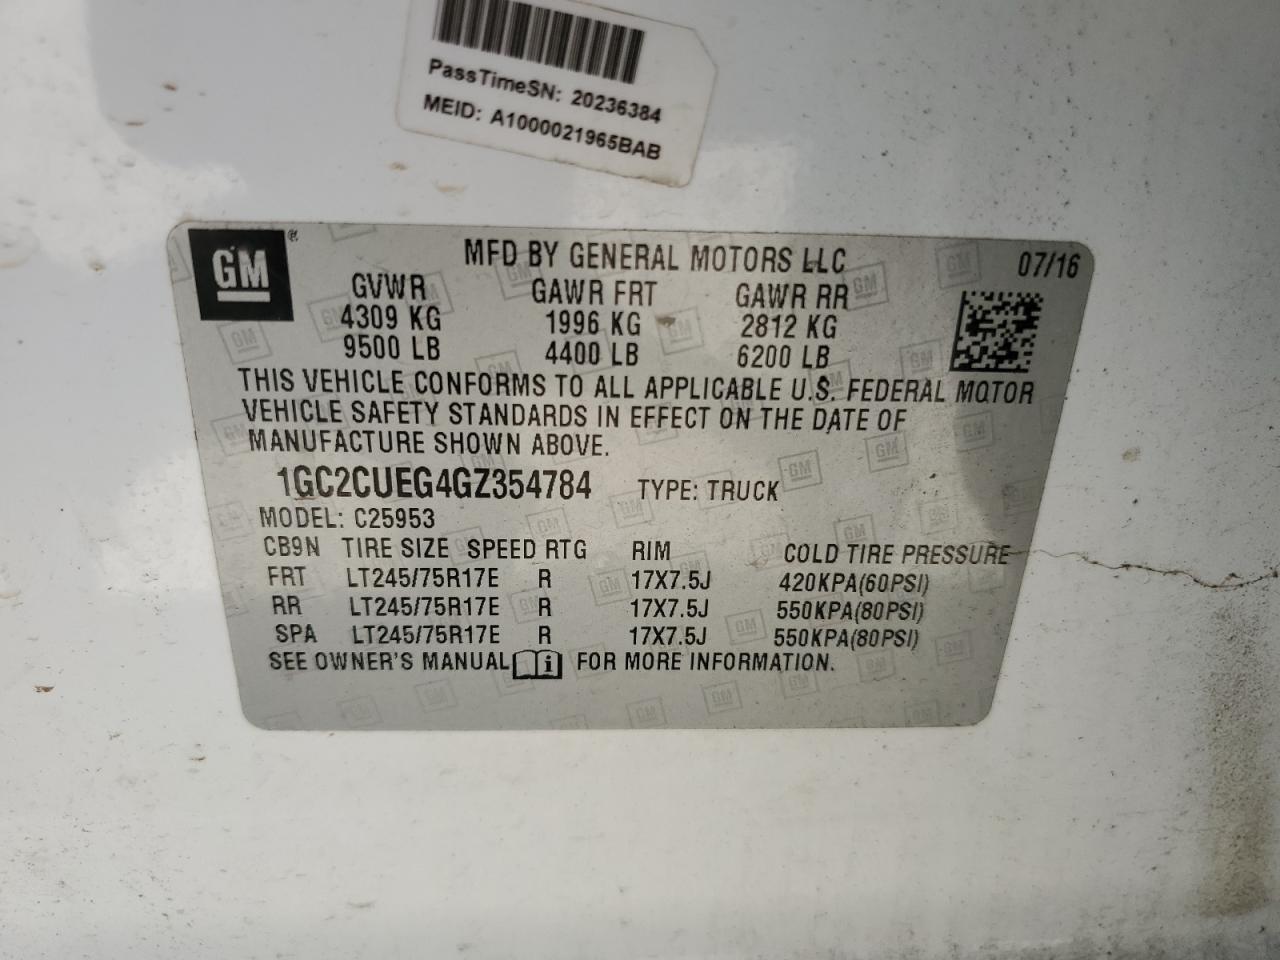 PassTimeSN: 20236384
MEID: A1000021965BAB
GM®
MFD BY GENERAL MOTORS LLC 07/16
GVWR GAWR FRT GAWR RR
4309 KG 1996 KG 2812 KG
9500 LB 4400 LB 6200 LB
THIS VEHICLE CONFORMS TO ALL APPLICABLE U.S. FEDERAL MOTOR
VEHICLE SAFETY STANDARDS IN EFFECT ON THE DATE OF
MANUFACTURE SHOWN ABOVE.
1GC2CUEG4GZ354784 TYPE: TRUCK
MODEL: C25953
CB9N TIRE SIZE SPEED RTG RIM COLD TIRE PRESSURE
FRT LT245/75R17E R 17X7.5J 420KPA(60PSI)
RR LT245/75R17E R 17X7.5J 550KPA(80PSI)
SPA LT245/75R17E R 17X7.5J 550KPA(80PSI)
SEE OWNER'S MANUAL i FOR MORE INFORMATION.